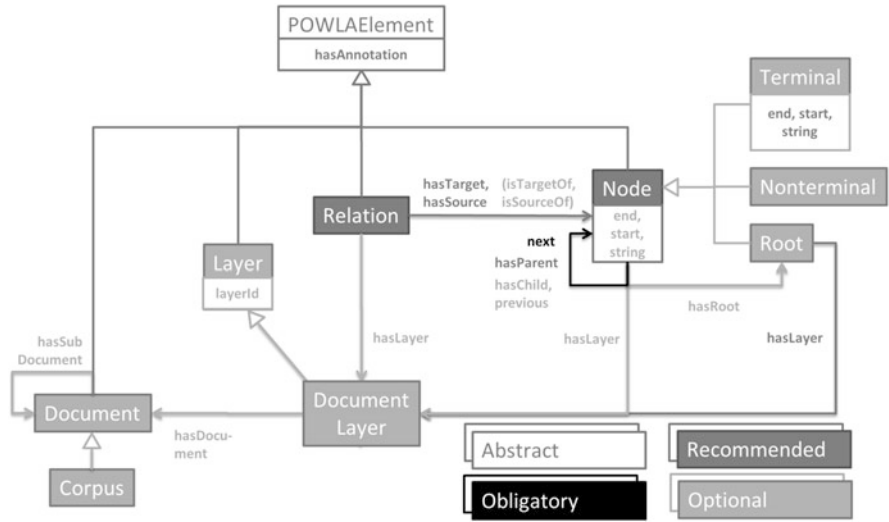 POWLAElement
hasAnnotation
Terminal
end, start,
string
hasTarget,
hasSource
(isTargetOf,
isSourceOf)
Node
Nonterminal
Relation
end,
start,
string
next
Root
Layer
hasParent
layerId
hasChild,
previous
hasRoot
hasSub
Document
hasLayer
hasLayer
hasLayer
Document
Document
Layer
hasDocu-
ment
Abstract
Recommended
Corpus
Obligatory
Optional